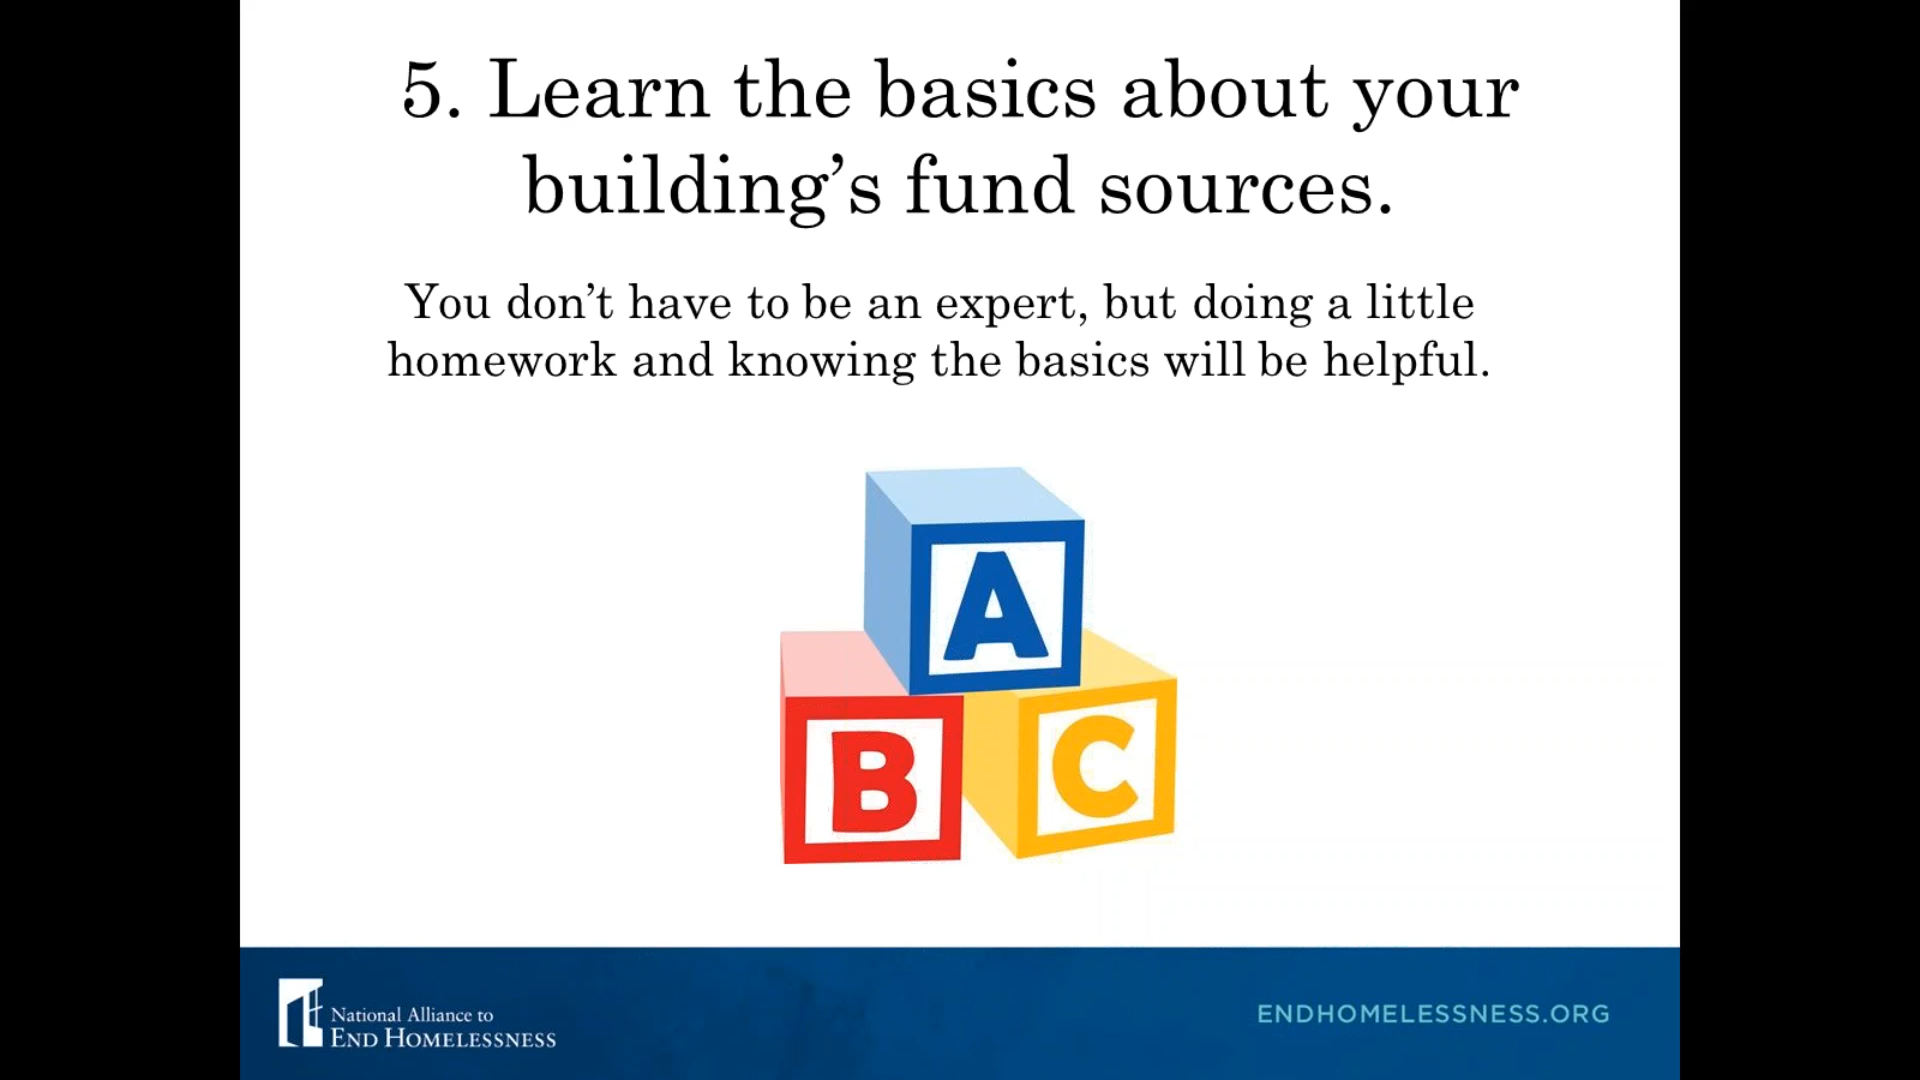 5. Learn the basics about your
building’s fund sources.
You don’t have to be an expert, but doing a little
homework and knowing the basics will be helpful.
A
B C
National Alliance to
END HOMELESSNESS
ENDHOMELESSNESS.ORG